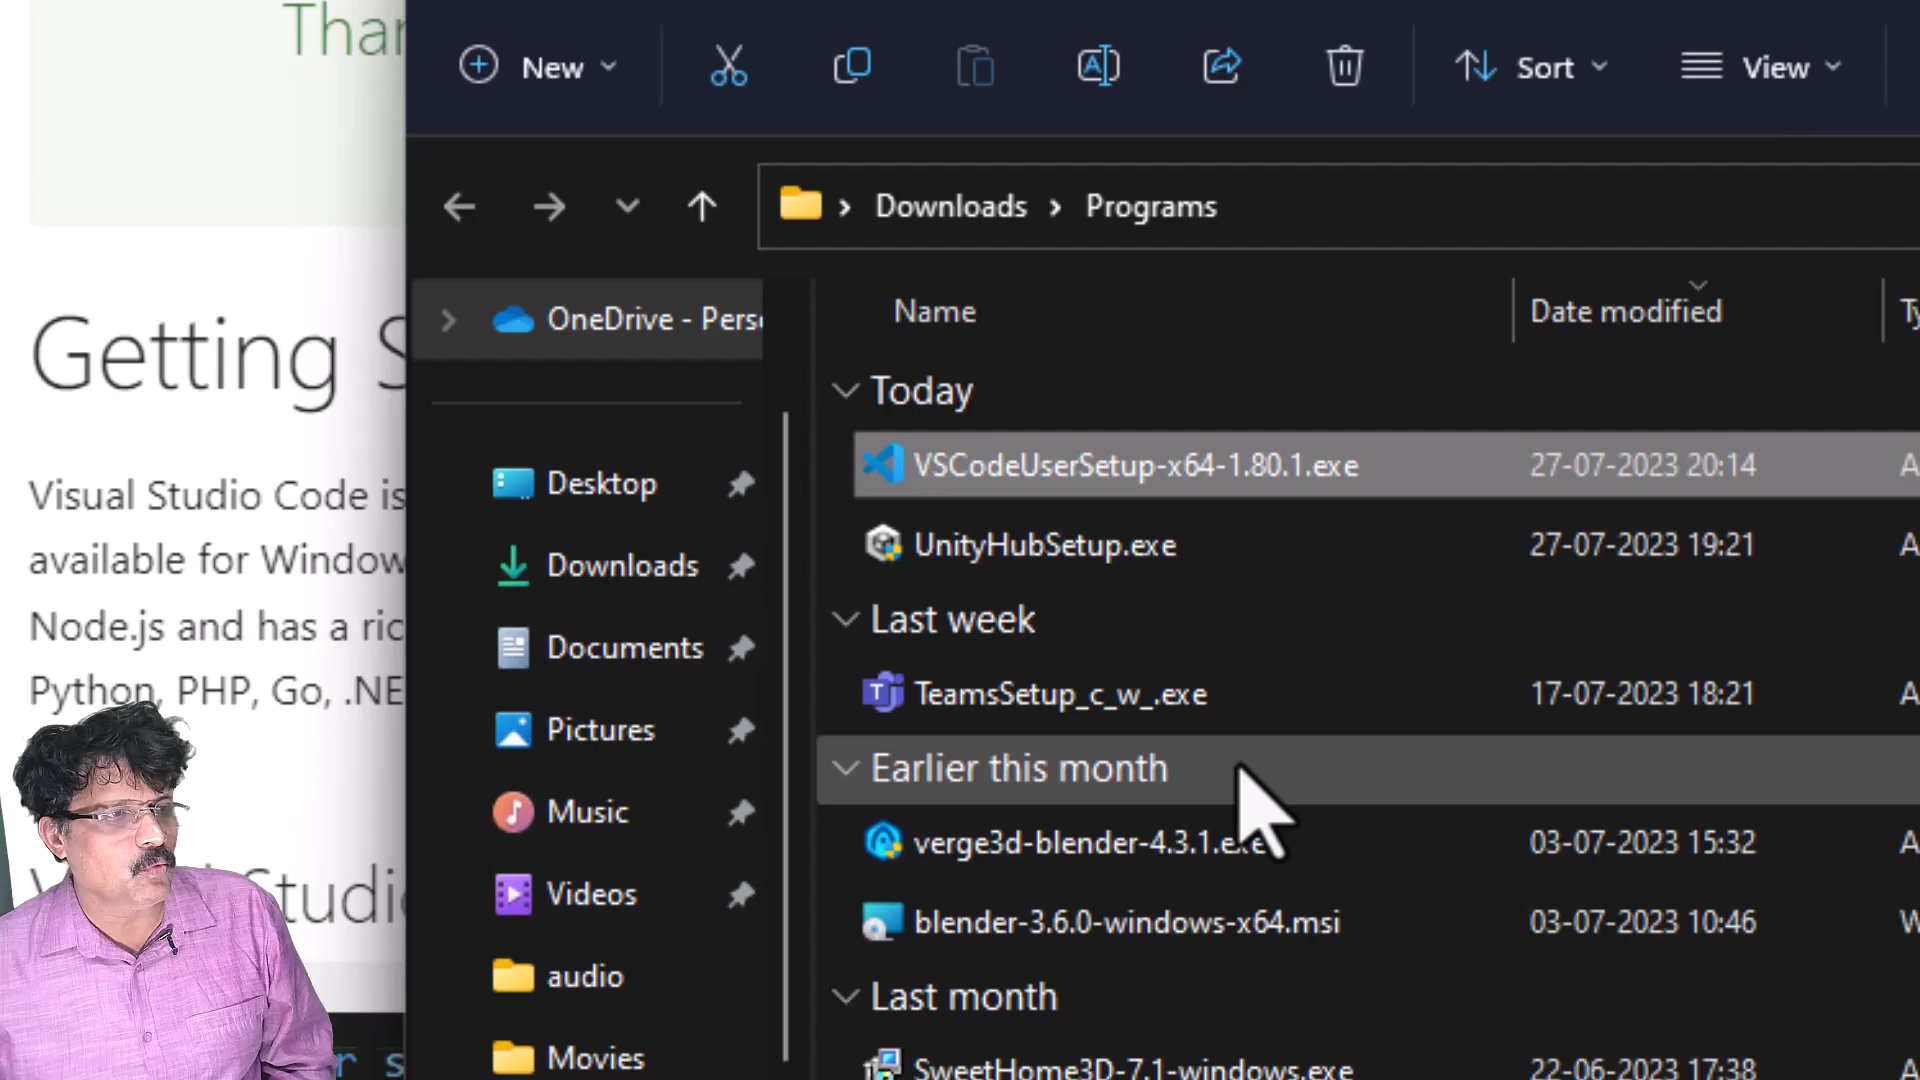 Than
New
Sort
View
Downloads
Programs
OneDrive - Pers
Name
Date modified
Getting S
Today
VSCodeUserSetup-x64-1.80.1.exe
27-07-2023 20:14
A
Desktop
Visual Studio Code is
UnityHubSetup.exe
27-07-2023 19:21
A
Downloads
available for Window
Last week
Node.js and has a ric
Documents
TeamsSetup_c_w_.exe
17-07-2023 18:21
A
Python, PHP, Go, .NE
Pictures
Earlier this month
Music
verge3d-blender-4.3.1.exe
03-07-2023 15:32
A
Videos
Studio
blender-3.6.0-windows-x64.msi
03-07-2023 10:46
W
audio
Last month
Movies
SweetHome3D-7.1-windows.exe
22-06-2023 17:38
A
r s